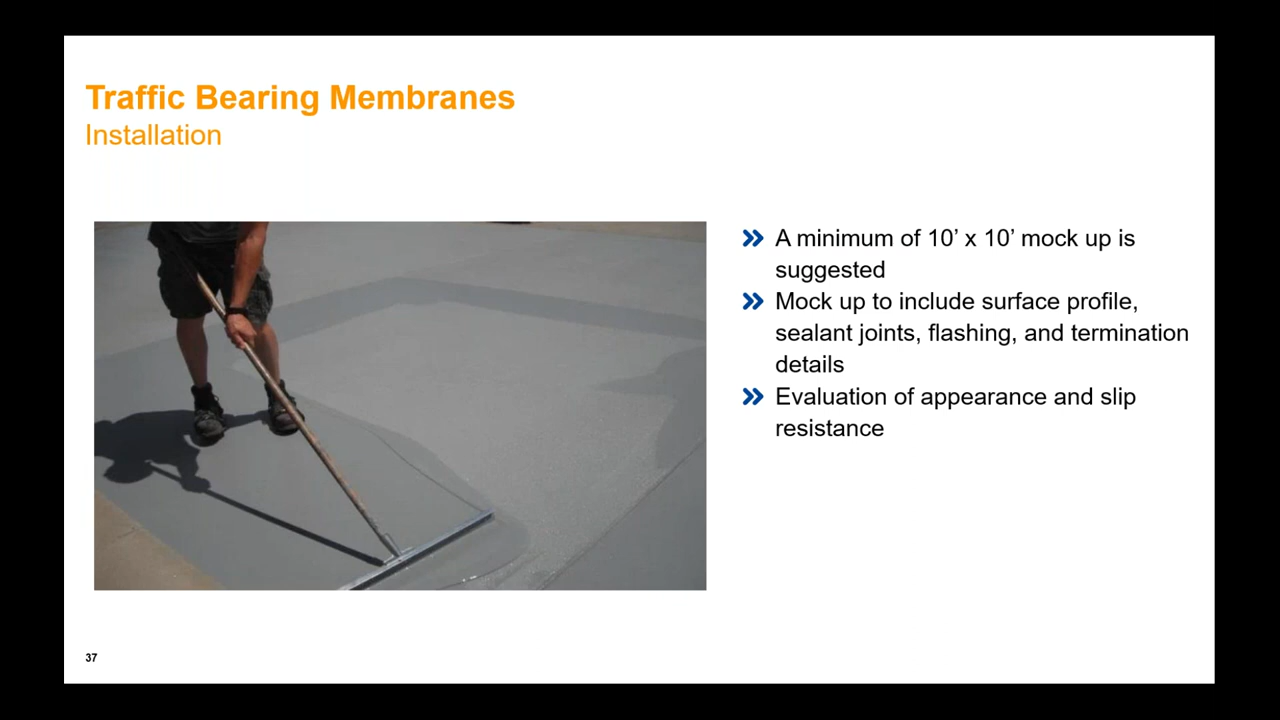 Traffic Bearing Membranes
Installation
A minimum of 10’ x 10’ mock up is
suggested
Mock up to include surface profile,
sealant joints, flashing, and termination
details
Evaluation of appearance and slip
resistance
37